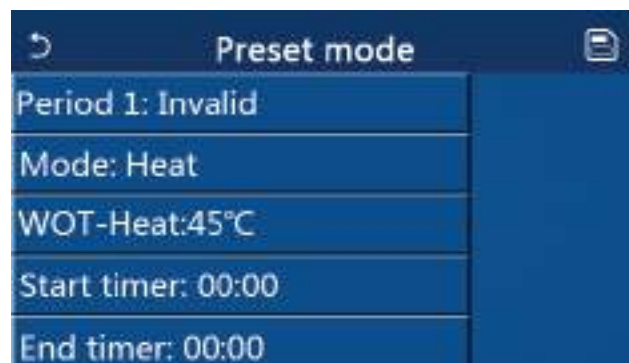 Preset mode
Period 1: Invalid
Mode: Heat
WOT-Heat:45℃
Start timer: 00:00
End timer: 00:00